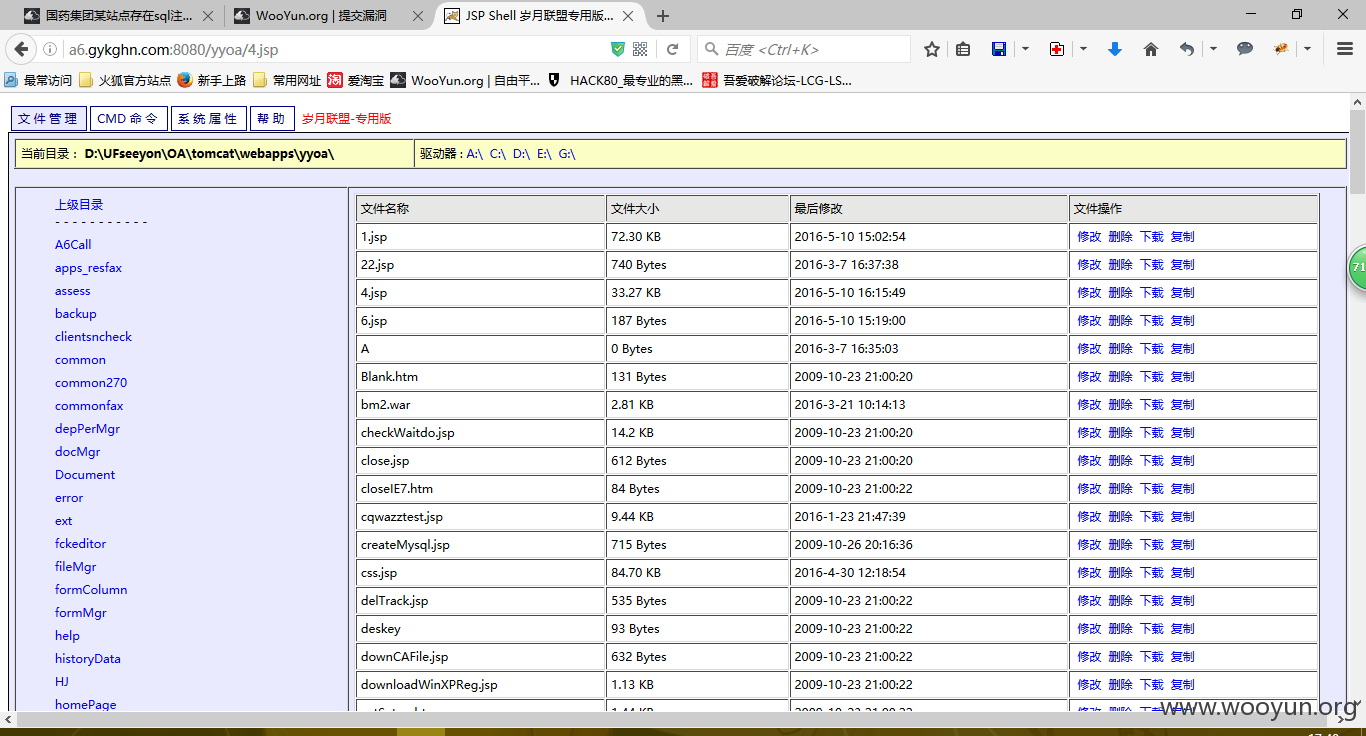 国药集团某站点存在sql注...
WooYun.org | 提交漏洞
JSP Shell 岁月联盟专用版...
a6.gykghn.com:8080/yyoa/4.jsp
百度 <Ctrl+K>
最常访问 火狐官方站点 新手上路 常用网址 淘 爱淘宝 WooYun.org | 自由平... HACK80_最专业的黑... 吾爱破解论坛-LCG-LS...
文件管理 CMD 命令 系统属性 帮助 岁月联盟-专用版
当前目录： D:\UFseeyon\OA\tomcat\webapps\yyoa\ 驱动器 : A:\ C:\ D:\ E:\ G:\
上级目录
- - - - - - - - - - -
A6Call
apps_resfax
assess
backup
clientsncheck
common
common270
commonfax
depPerMgr
docMgr
Document
error
ext
fckeditor
fileMgr
formColumn
formMgr
help
historyData
HJ
homePage
文件名称 文件大小 最后修改 文件操作
1.jsp 72.30 KB 2016-5-10 15:02:54 修改 删除 下载 复制
22.jsp 740 Bytes 2016-3-7 16:37:38 修改 删除 下载 复制
4.jsp 33.27 KB 2016-5-10 16:15:49 修改 删除 下载 复制
6.jsp 187 Bytes 2016-5-10 15:19:00 修改 删除 下载 复制
A 0 Bytes 2016-3-7 16:35:03 修改 删除 下载 复制
Blank.htm 131 Bytes 2009-10-23 21:00:20 修改 删除 下载 复制
bm2.war 2.81 KB 2016-3-21 10:14:13 修改 删除 下载 复制
checkWaitdo.jsp 14.2 KB 2009-10-23 21:00:20 修改 删除 下载 复制
close.jsp 612 Bytes 2009-10-23 21:00:20 修改 删除 下载 复制
closeIE7.htm 84 Bytes 2009-10-23 21:00:22 修改 删除 下载 复制
cqwazztest.jsp 9.44 KB 2016-1-23 21:47:39 修改 删除 下载 复制
createMysql.jsp 715 Bytes 2009-10-26 20:16:36 修改 删除 下载 复制
css.jsp 84.70 KB 2016-4-30 12:18:54 修改 删除 下载 复制
delTrack.jsp 535 Bytes 2009-10-23 21:00:22 修改 删除 下载 复制
deskey 93 Bytes 2009-10-23 21:00:22 修改 删除 下载 复制
downCAFile.jsp 632 Bytes 2009-10-23 21:00:22 修改 删除 下载 复制
downloadWinXPReg.jsp 1.13 KB 2009-10-23 21:00:22 修改 删除 下载 复制
71
www.wooyun.org